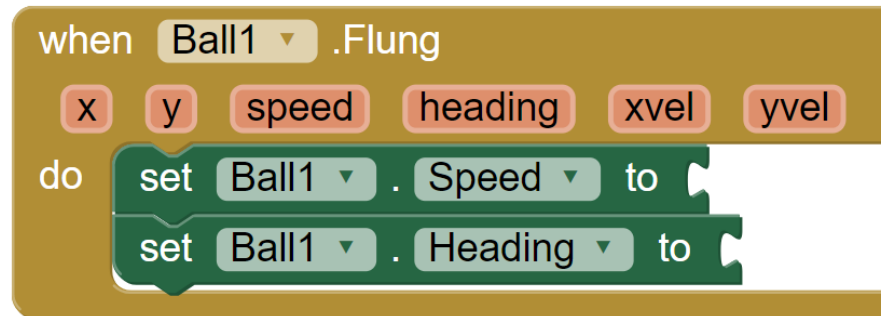 when Ball1 .Flung
x y speed heading xvel yvel
do set Ball1 . Speed to
set Ball1 . Heading to